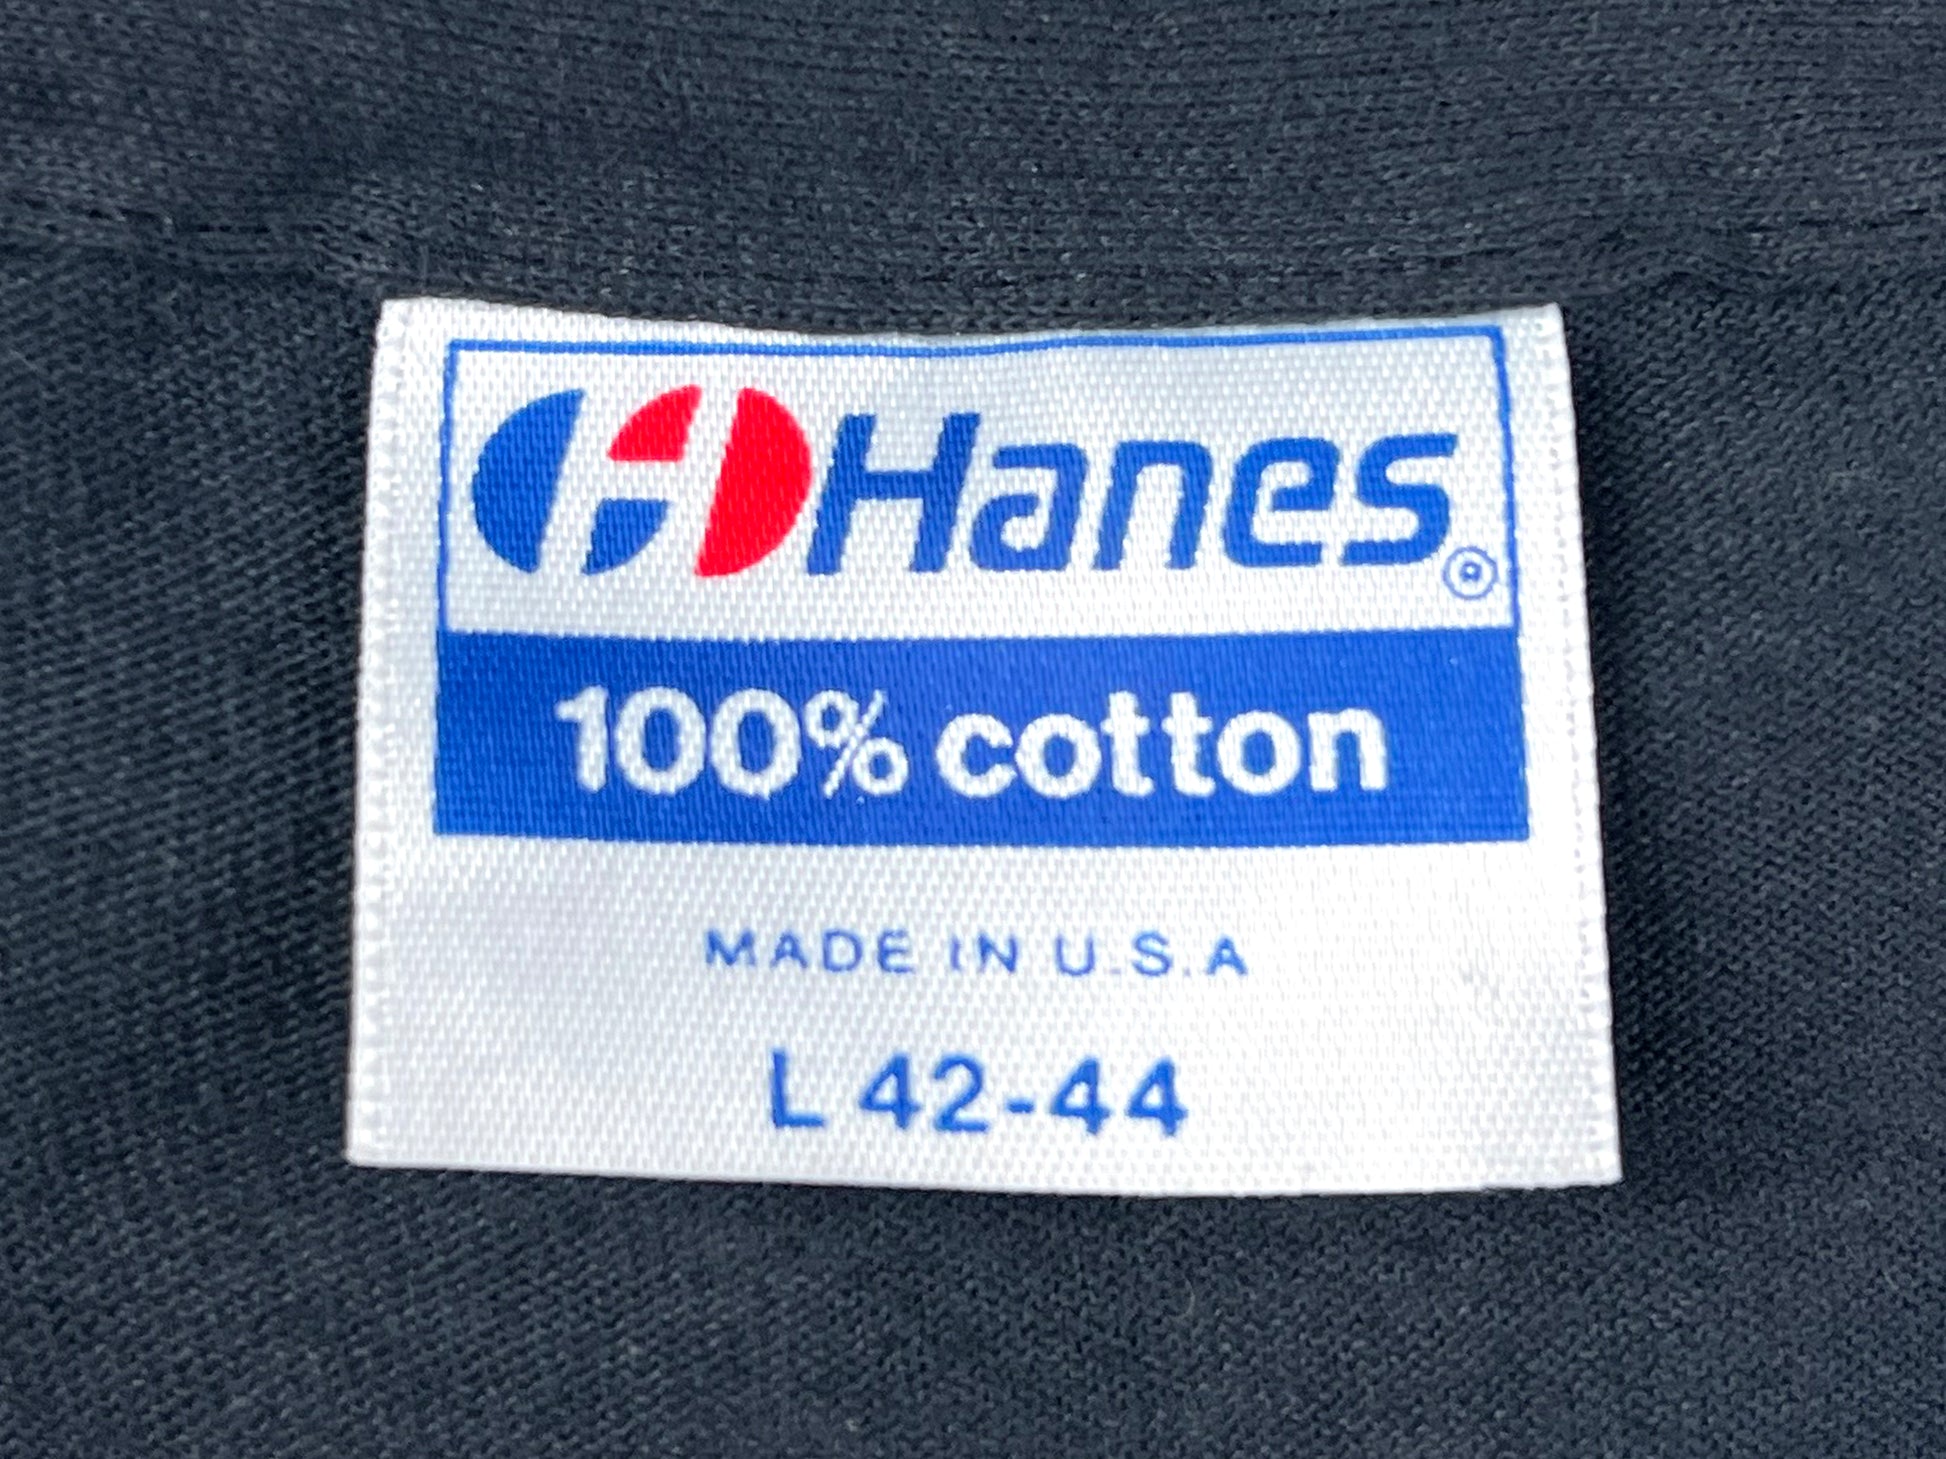 Hanes®
100% cotton
MADE IN U.S.A
L 42-44